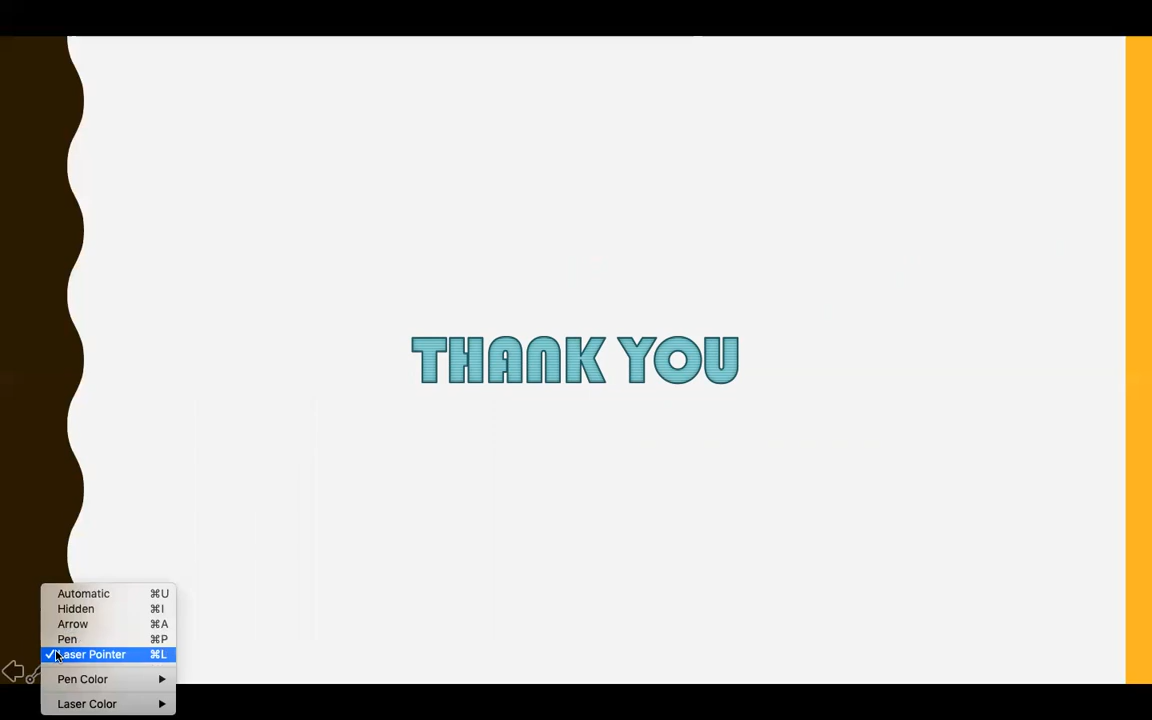 THANK YOU
Automatic ⌘U
Hidden ⌘I
Arrow ⌘A
Pen ⌘P
✓ Laser Pointer ⌘L
Pen Color ▶
Laser Color ▶